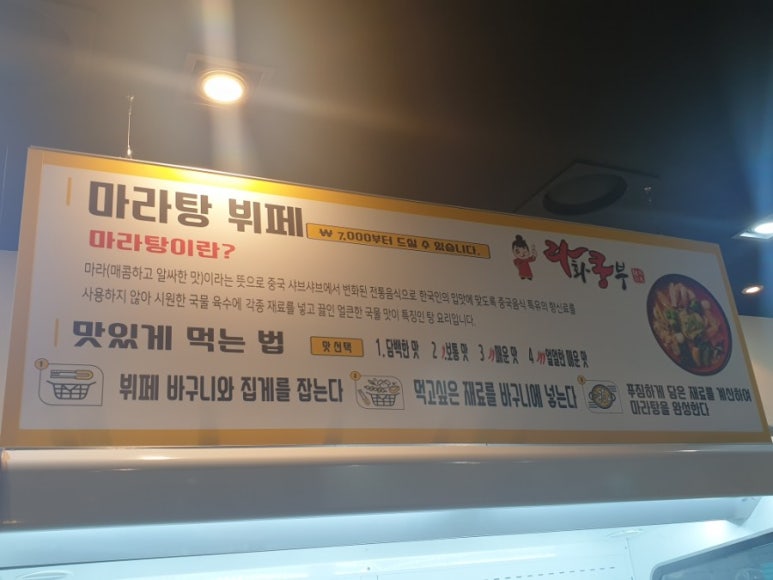 마라탕 뷔페
₩ 7,000부터 드실 수 있습니다.
라화쿵부
마라탕이란?
마라(매콤하고 알싸한 맛)이라는 뜻으로 중국 샤브샤브에서 변화된 전통음식으로 한국인의 입맛에 맞도록 중국음식 특유의 향신료를
사용하지 않아 시원한 국물 육수에 각종 재료를 넣고 끓인 얼큰한 국물 맛이 특징인 탕 요리입니다.
맛있게 먹는 법
맛선택
1.담백한 맛 2 보통 맛 3 매운 맛 4 얼얼한 매운 맛
1 뷔페 바구니와 집게를 잡는다
2 먹고싶은 재료를 바구니에 넣는다
3 푸짐하게 담은 재료를 계산하여
마라탕을 완성한다